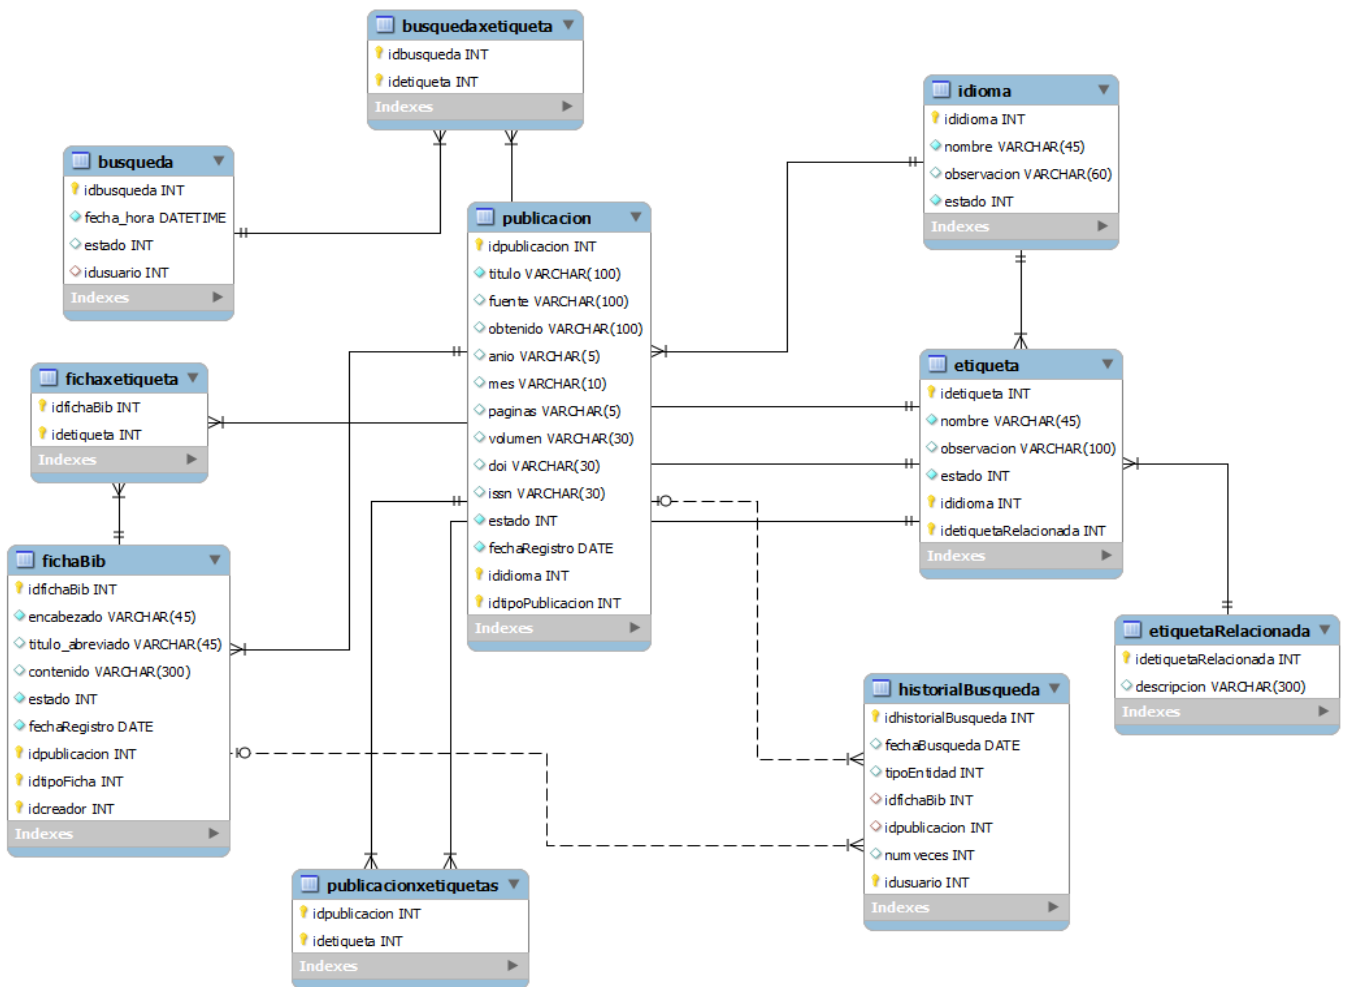 busquedaxetiqueta
idbusqueda INT
idetiqueta INT
Indexes
idioma
ididioma INT
nombre VARCHAR(45)
observacion VARCHAR(60)
estado INT
Indexes
busqueda
idbusqueda INT
fecha_hora DATETIME
estado INT
idusuario INT
Indexes
publicacion
idpublicacion INT
titulo VARCHAR(100)
fuente VARCHAR(100)
obtenido VARCHAR(100)
anio VARCHAR(5)
mes VARCHAR(10)
paginas VARCHAR(5)
volumen VARCHAR(30)
doi VARCHAR(30)
issn VARCHAR(30)
estado INT
fechaRegistro DATE
ididioma INT
idtipoPublicacion INT
Indexes
fichaxetiqueta
idfichaBib INT
idetiqueta INT
Indexes
etiqueta
idetiqueta INT
nombre VARCHAR(45)
observacion VARCHAR(100)
estado INT
ididioma INT
idetiquetaRelacionada INT
Indexes
fichaBib
idfichaBib INT
encabezado VARCHAR(45)
titulo_abreviado VARCHAR(45)
contenido VARCHAR(300)
estado INT
fechaRegistro DATE
idpublicacion INT
idtipoFicha INT
idcreador INT
Indexes
etiquetaRelacionada
idetiquetaRelacionada INT
descripcion VARCHAR(300)
Indexes
historialBusqueda
idhistorialBusqueda INT
fechaBusqueda DATE
tipoEntidad INT
idfichaBib INT
idpublicacion INT
numveces INT
idusuario INT
Indexes
publicacionxetiquetas
idpublicacion INT
idetiqueta INT
Indexes